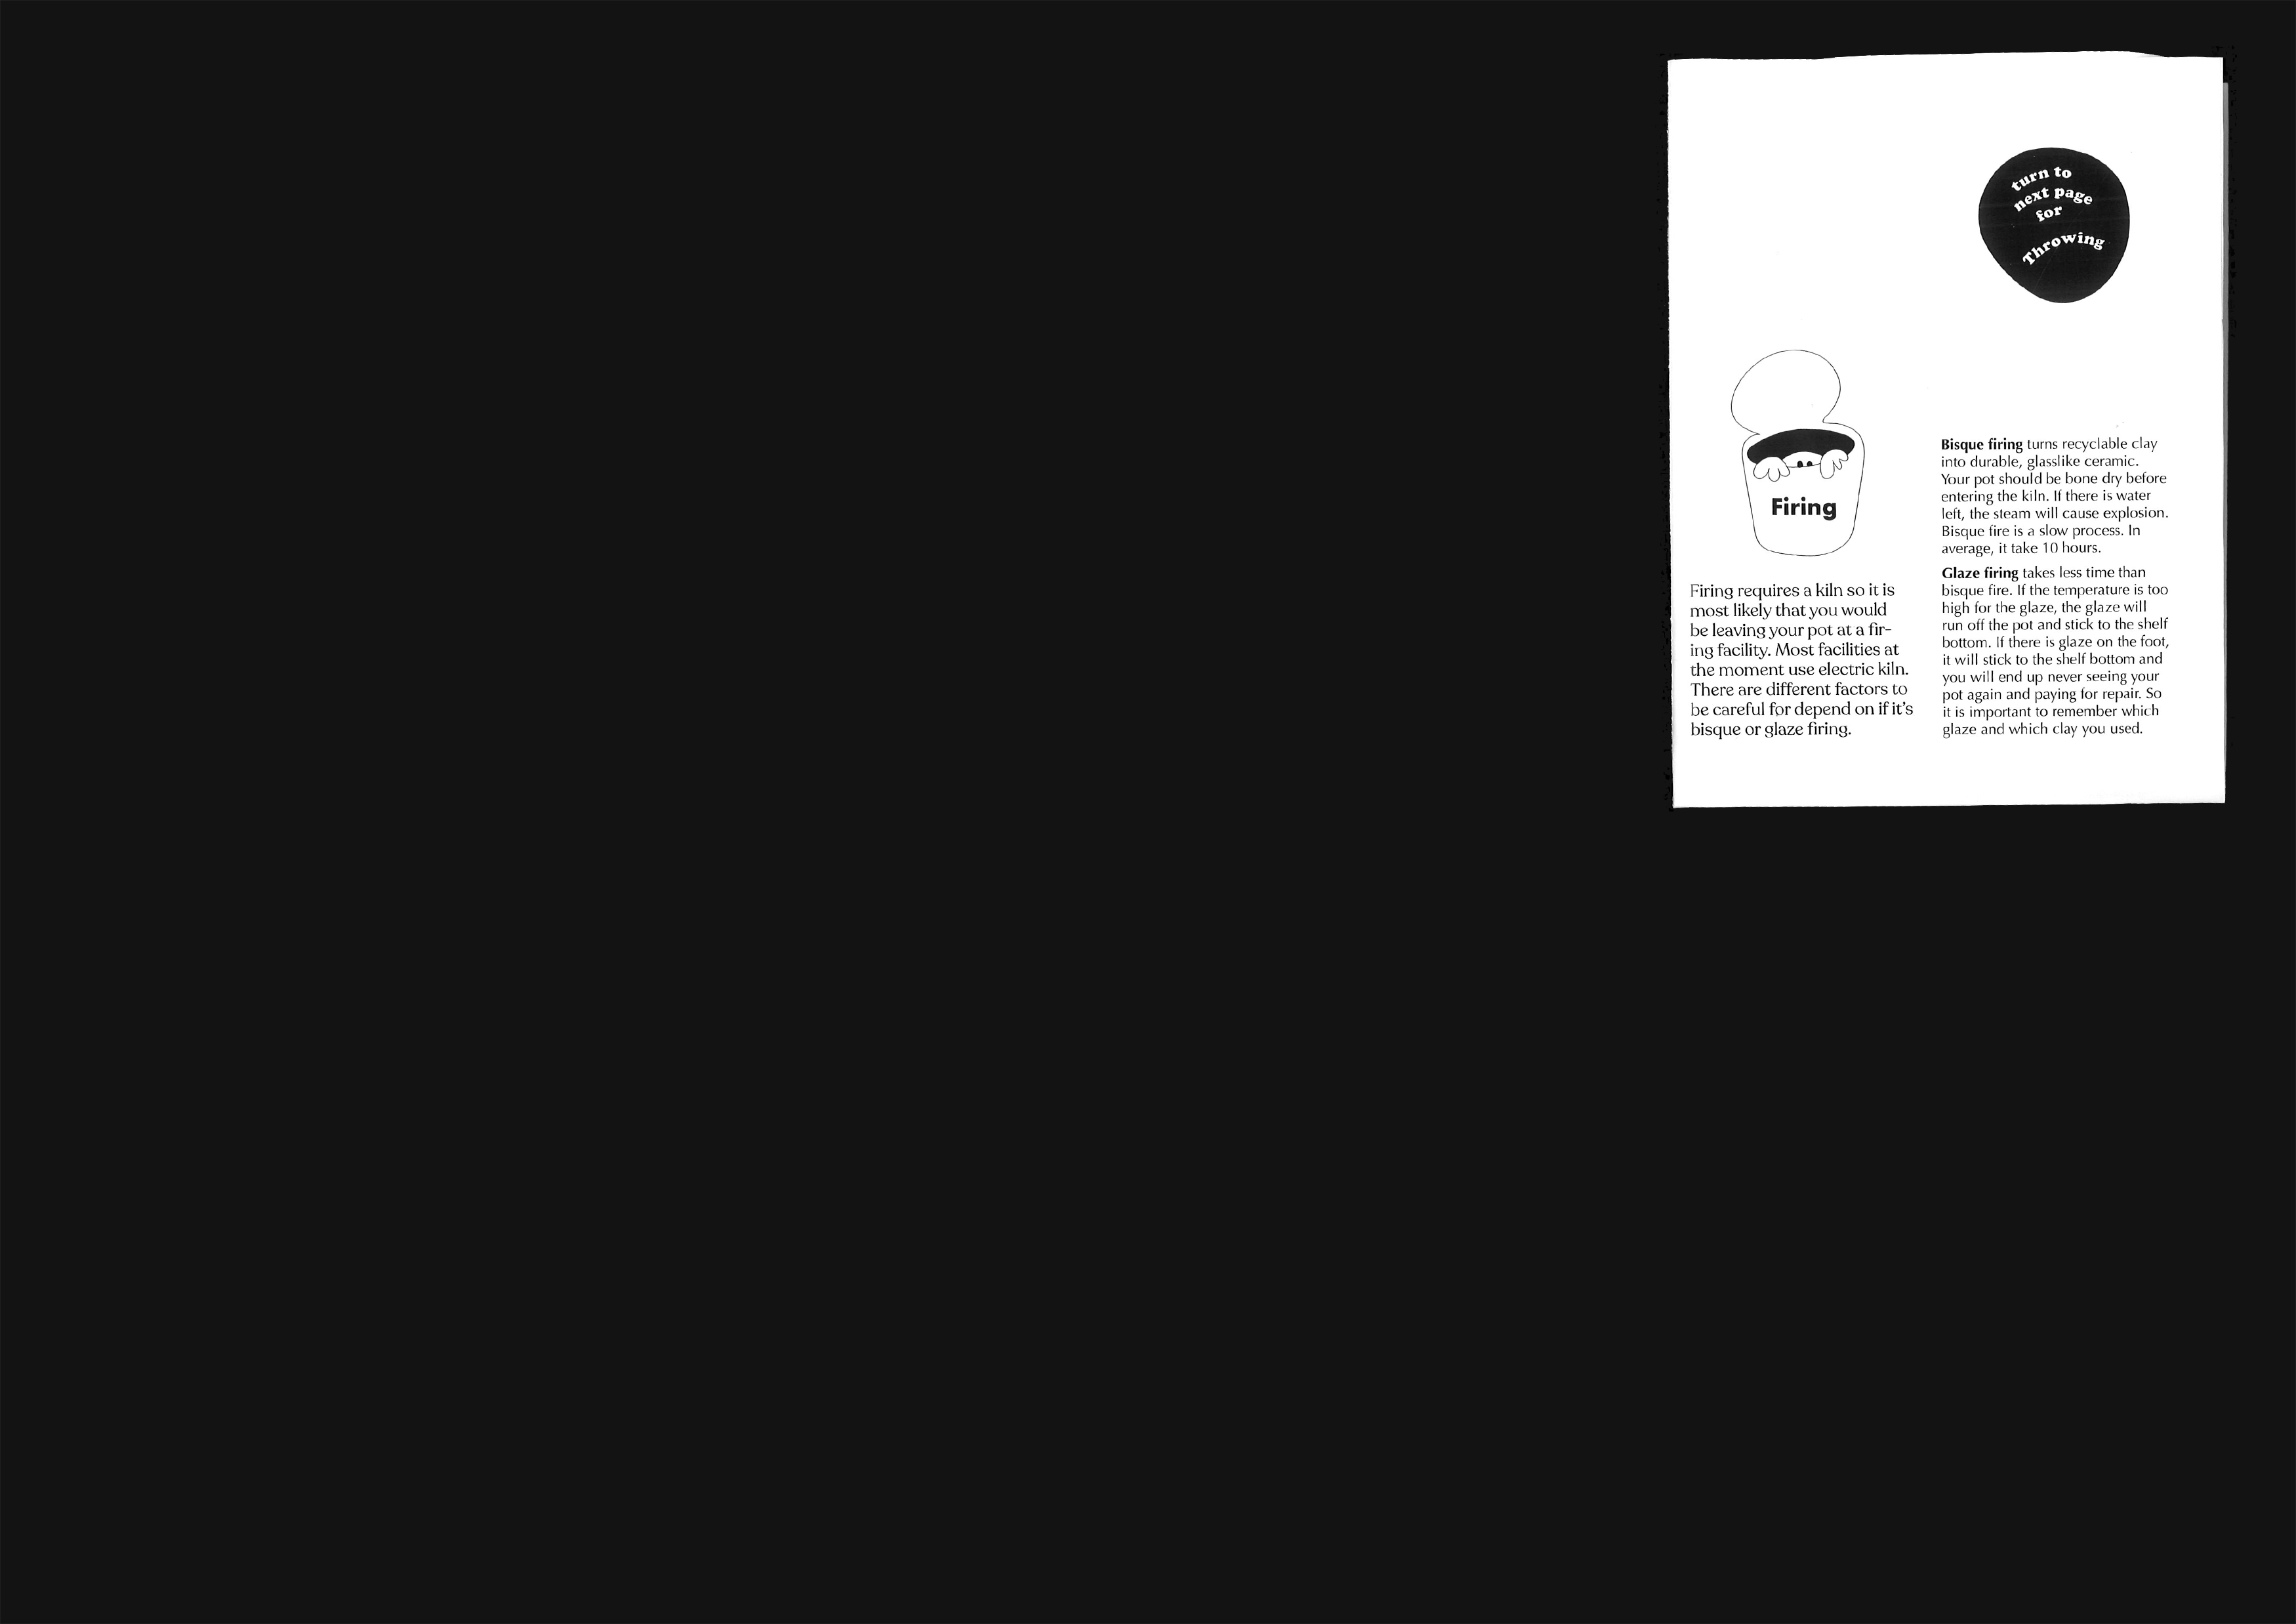 turn to
next page
for
Throwing
Firing
Firing requires a kiln so it is
most likely that you would
be leaving your pot at a fir-
ing facility. Most facilities at
the moment use electric kiln.
There are different factors to
be careful for depend on if it's
bisque or glaze firing.
Bisque firing turns recyclable clay
into durable, glasslike ceramic.
Your pot should be bone dry before
entering the kiln. If there is water
left, the steam will cause explosion.
Bisque fire is a slow process. In
average, it take 10 hours.
Glaze firing takes less time than
bisque fire. If the temperature is too
high for the glaze, the glaze will
run off the pot and stick to the shelf
bottom. If there is glaze on the foot,
it will stick to the shelf bottom and
you will end up never seeing your
pot again and paying for repair. So
it is important to remember which
glaze and which clay you used.